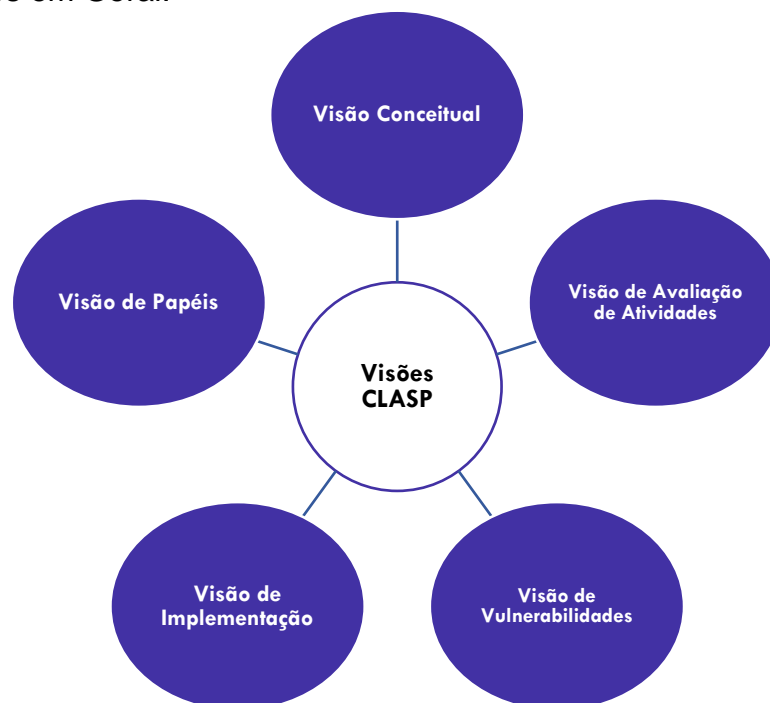 Visão Conceitual
Visão de Papéis
Visão de Avaliação
de Atividades
Visões
CLASP
Visão de
Implementação
Visão de
Vulnerabilidades